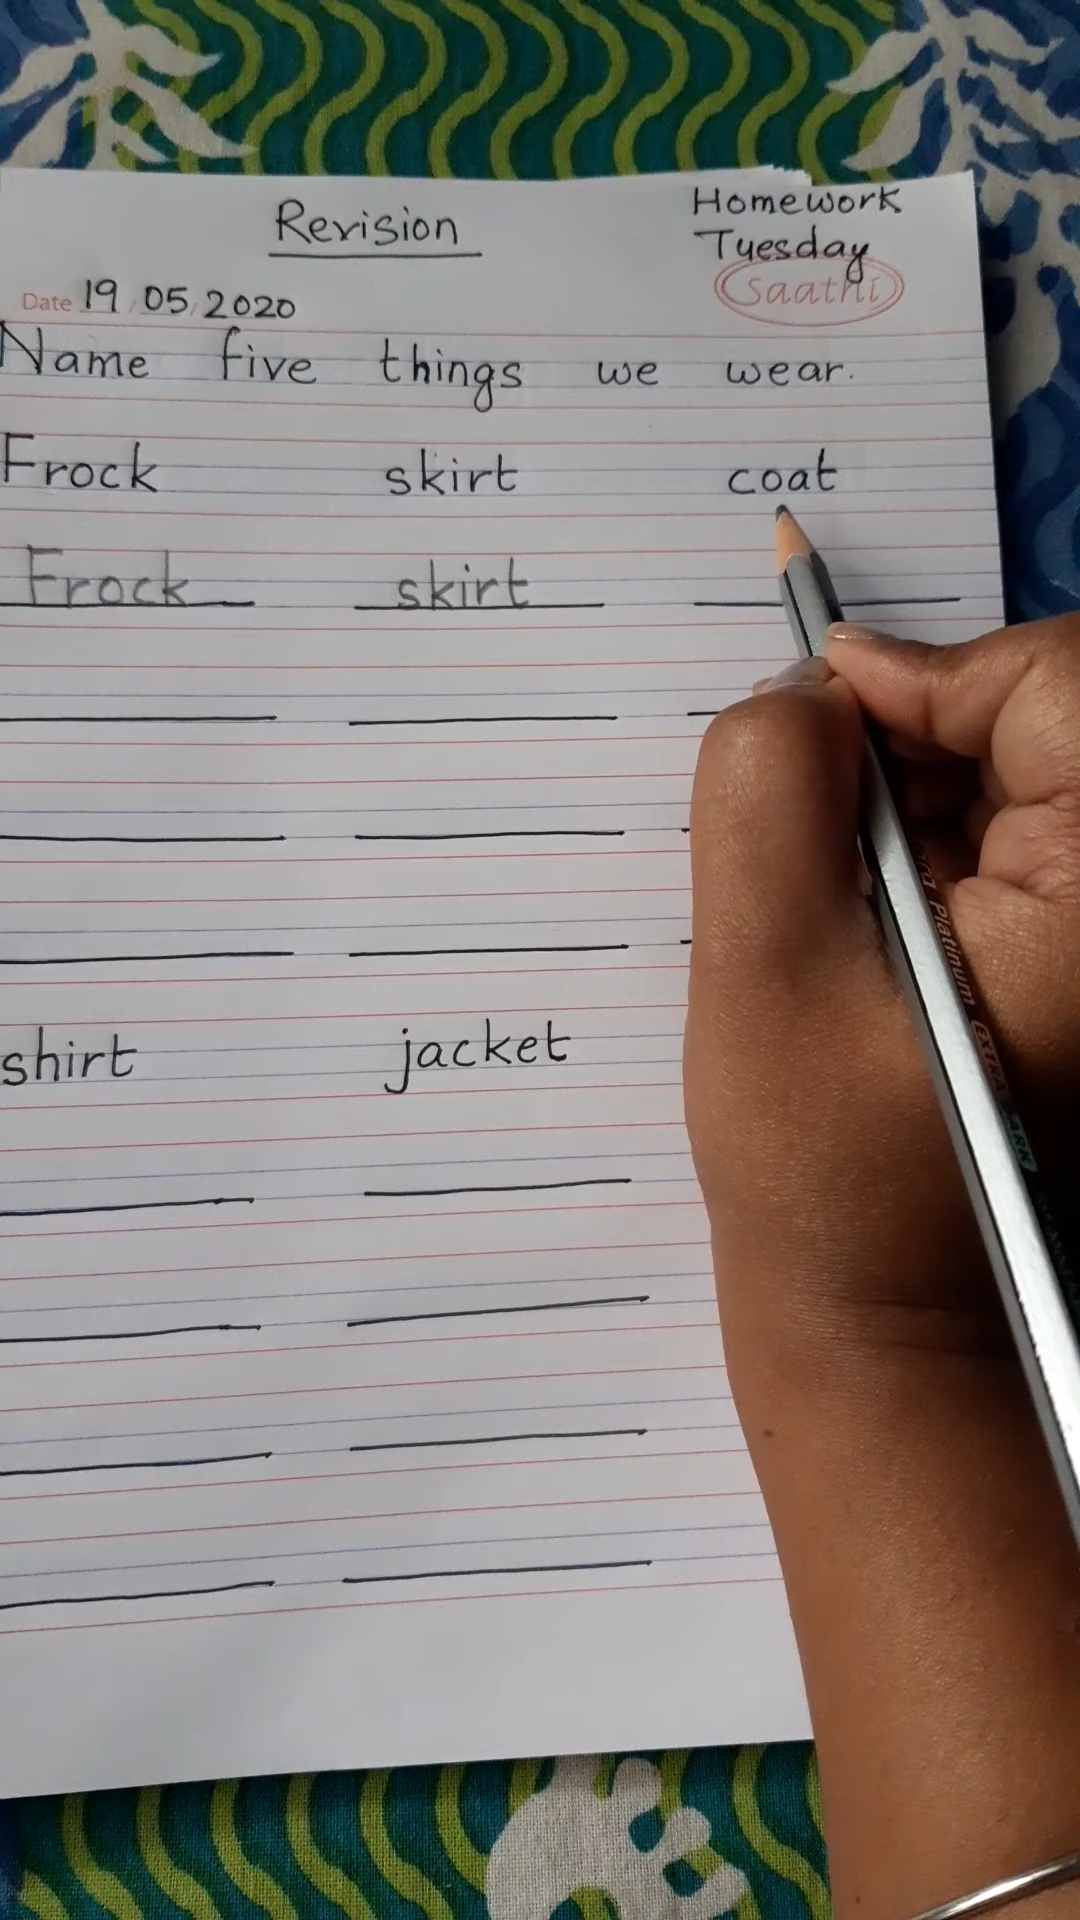 Revision Homework
Tuesday
saathi
Date 19/05/2020
Name five things we wear.
Frock skirt coat
Frock skirt
shirt jacket
Platinum EXTRA DARK